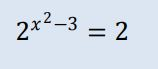 2^{x^2-3} = 2